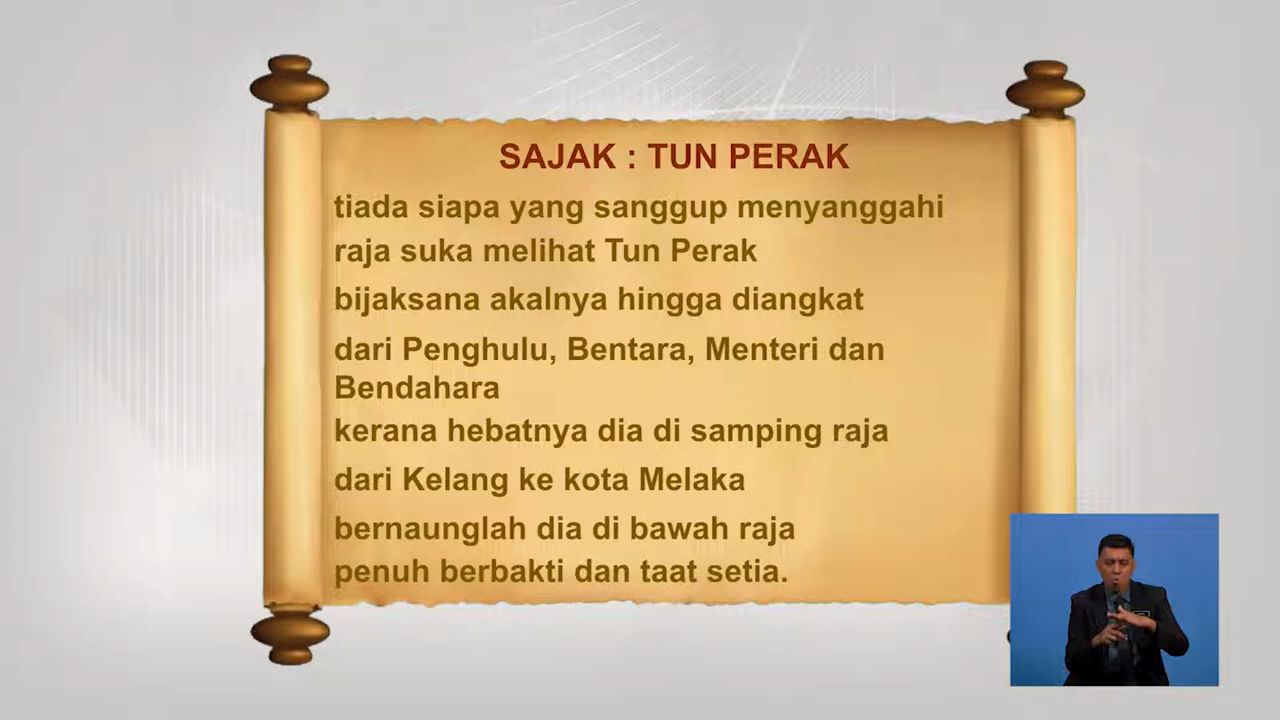 SAJAK : TUN PERAK
tiada siapa yang sanggup menyanggahi
raja suka melihat Tun Perak
bijaksana akalnya hingga diangkat
dari Penghulu, Bentara, Menteri dan
Bendahara
kerana hebatnya dia di samping raja
dari Kelang ke kota Melaka
bernaunglah dia di bawah raja
penuh berbakti dan taat setia.